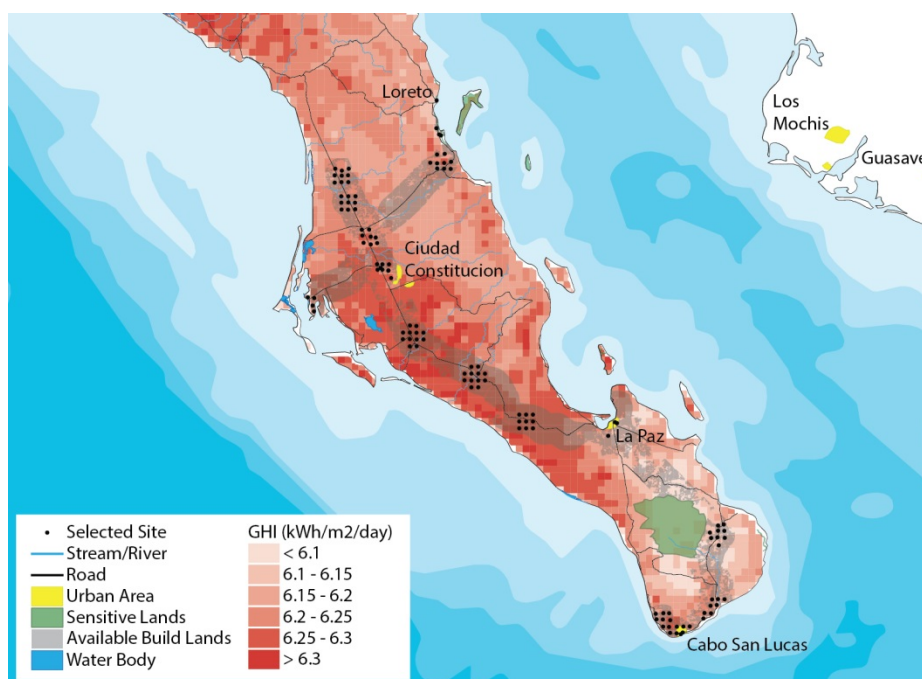 Loreto
Los
Mochis
Guasave
Ciudad
Constitucion
La Paz
Cabo San Lucas
Selected Site
Stream/River
Road
Urban Area
Sensitive Lands
Available Build Lands
Water Body
GHI (kWh/m2/day)
< 6.1
6.1 - 6.15
6.15 - 6.2
6.2 - 6.25
6.25 - 6.3
> 6.3